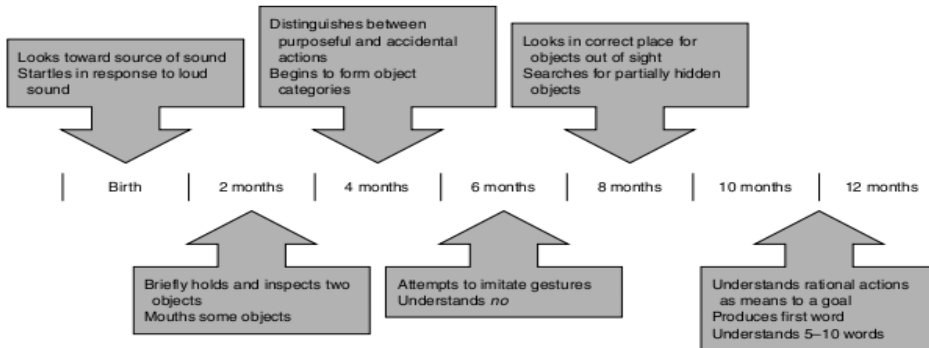 Distinguishes between
purposeful and accidental
actions
Begins to form object
categories
Looks toward source of sound
Startles in response to loud
sound
Looks in correct place for
objects out of sight
Searches for partially hidden
objects
Birth
2 months
4 months
6 months
8 months
10 months
12 months
Briefly holds and inspects two
objects
Mouths some objects
Attempts to imitate gestures
Understands no
Understands rational actions
as means to a goal
Produces first word
Understands 5–10 words